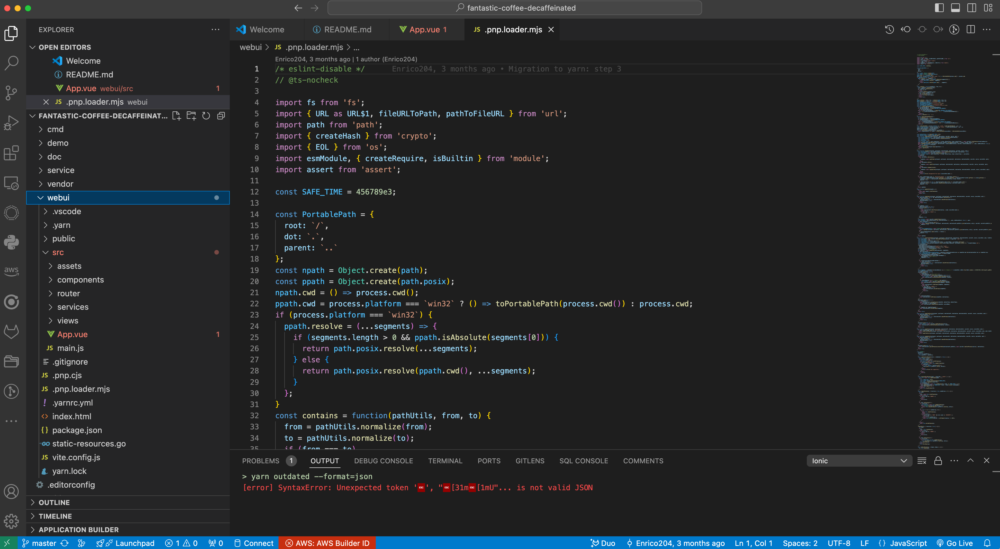 fantastic-coffee-decaffeinated
EXPLORER
OPEN EDITORS
Welcome
README.md
App.vue webui/src 1
JS .pnp.loader.mjs webui
FANTASTIC-COFFEE-DECAFFEINAT...
cmd
demo
doc
service
vendor
webui
.vscode
.yarn
public
src
assets
components
router
services
views
App.vue 1
JS main.js
.gitignore
JS .pnp.cjs
JS .pnp.loader.mjs
! .yarnrc.yml
<> index.html
{} package.json
GO static-resources.go
JS vite.config.js
yarn.lock
.editorconfig
OUTLINE
TIMELINE
APPLICATION BUILDER
aws
Welcome
README.md
App.vue 1
JS .pnp.loader.mjs
webui > JS .pnp.loader.mjs > ...
Enrico204, 3 months ago | 1 author (Enrico204)
1 /* eslint-disable */ Enrico204, 3 months ago • Migration to yarn: step 3
2 // @ts-nocheck
3
4 import fs from 'fs';
5 import { URL as URL$1, fileURLToPath, pathToFileURL } from 'url';
6 import path from 'path';
7 import { createHash } from 'crypto';
8 import { EOL } from 'os';
9 import esmModule, { createRequire, isBuiltin } from 'module';
10 import assert from 'assert';
11
12 const SAFE_TIME = 456789e3;
13
14 const PortablePath = {
15 root: `/`,
16 dot: `.`,
17 parent: `..`
18 };
19 const npath = Object.create(path);
20 const ppath = Object.create(path.posix);
21 npath.cwd = () => process.cwd();
22 ppath.cwd = process.platform === `win32` ? () => toPortablePath(process.cwd()) : process.cwd;
23 if (process.platform === `win32`) {
24 ppath.resolve = (...segments) => {
25 if (segments.length > 0 && ppath.isAbsolute(segments[0])) {
26 return path.posix.resolve(...segments);
27 } else {
28 return path.posix.resolve(ppath.cwd(), ...segments);
29 }
30 };
31 }
32 const contains = function(pathUtils, from, to) {
33 from = pathUtils.normalize(from);
34 to = pathUtils.normalize(to);
35 if (from === to)
PROBLEMS 1 OUTPUT DEBUG CONSOLE TERMINAL PORTS GITLENS SQL CONSOLE COMMENTS Ionic
> yarn outdated --format=json
[error] SyntaxError: Unexpected token 'ESC', "ESC[31mESC[1mU"... is not valid JSON
master Launchpad 1 0 0 Connect AWS: AWS Builder ID Duo Enrico204, 3 months ago Ln 1, Col 1 Spaces: 2 UTF-8 LF {} JavaScript Go Live